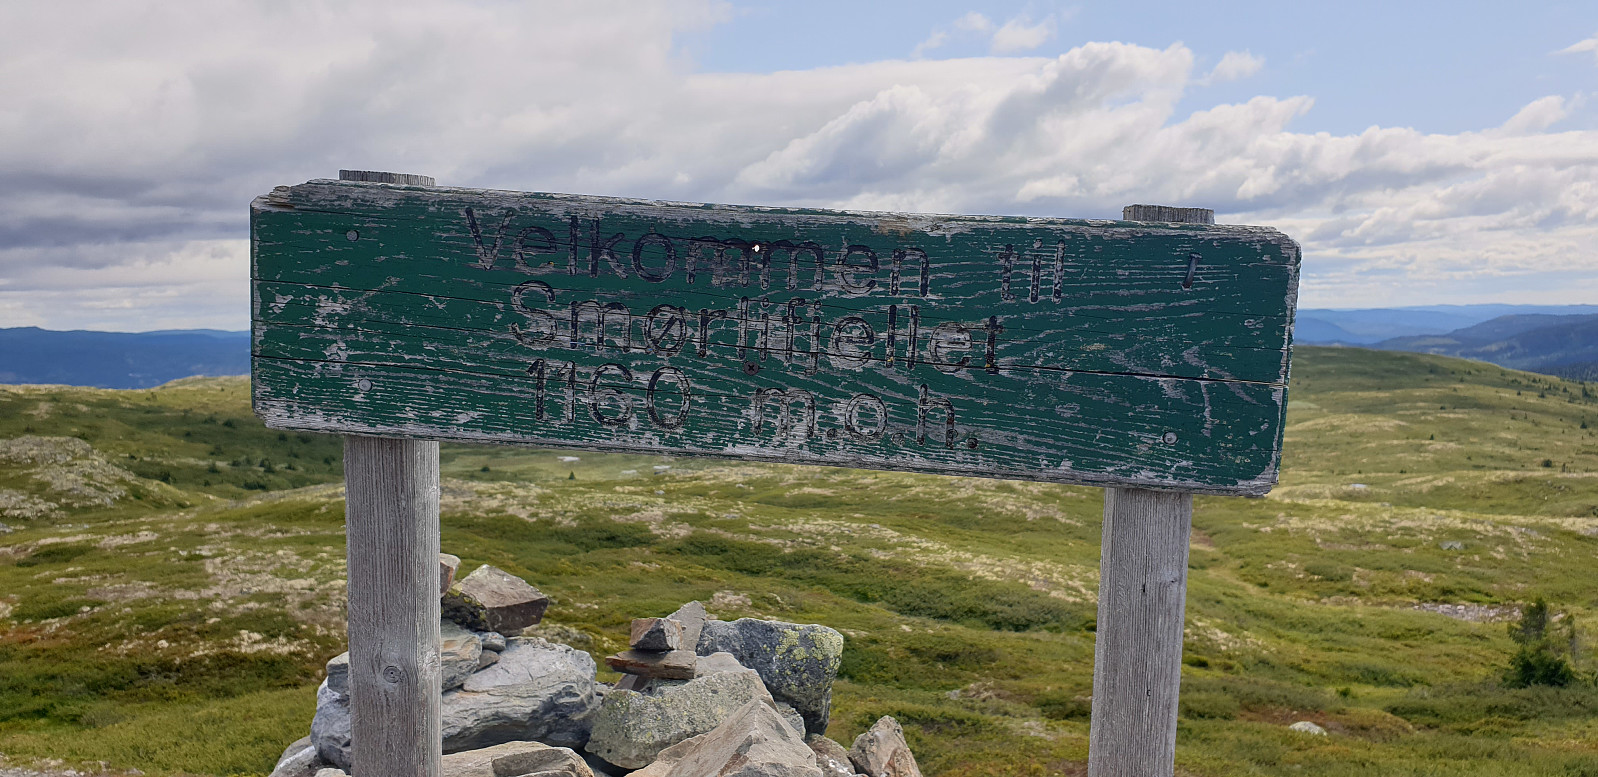 Velkommen til
Smørlifjellet
1160 m.o.h.